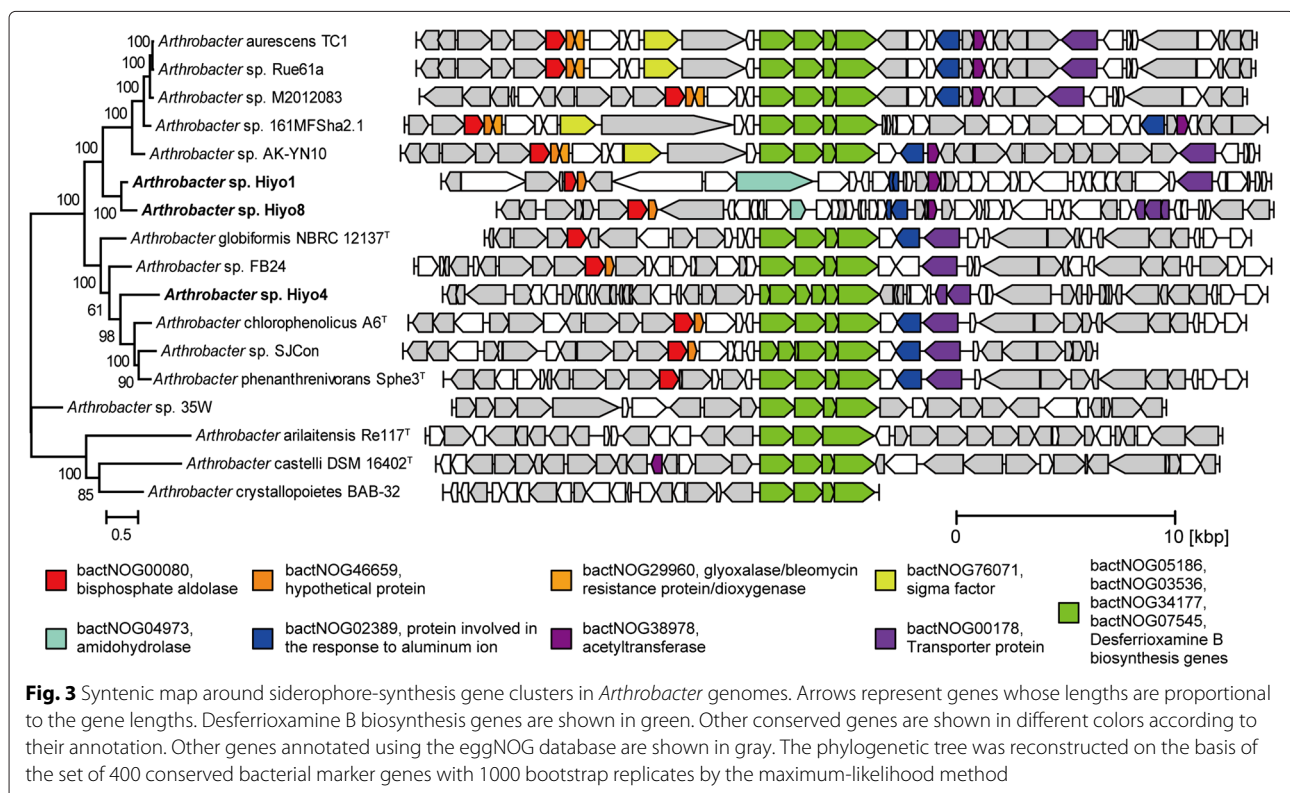 Arthrobacter aurescens TC1
Arthrobacter sp. Rue61a
Arthrobacter sp. M2012083
Arthrobacter sp. 161MFSha2.1
Arthrobacter sp. AK-YN10
Arthrobacter sp. Hiyo1
Arthrobacter sp. Hiyo8
Arthrobacter globiformis NBRC 12137ᵀ
Arthrobacter sp. FB24
Arthrobacter sp. Hiyo4
Arthrobacter chlorophenolicus A6ᵀ
Arthrobacter sp. SJCon
Arthrobacter phenanthrenivorans Sphe3ᵀ
Arthrobacter sp. 35W
Arthrobacter arilaitensis Re117ᵀ
Arthrobacter castelli DSM 16402ᵀ
Arthrobacter crystallopoietes BAB-32
100
100
100
100
100
100
100
100
61
98
100
90
100
85
0.5
0 10 [kbp]
bactNOG00080,
bisphosphate aldolase
bactNOG46659,
hypothetical protein
bactNOG29960, glyoxalase/bleomycin
resistance protein/dioxygenase
bactNOG76071,
sigma factor
bactNOG05186,
bactNOG03536,
bactNOG34177,
bactNOG07545,
Desferrioxamine B
biosynthesis genes
bactNOG04973,
amidohydrolase
bactNOG02389, protein involved in
the response to aluminum ion
bactNOG38978,
acetyltransferase
bactNOG00178,
Transporter protein
Fig. 3 Syntenic map around siderophore-synthesis gene clusters in Arthrobacter genomes. Arrows represent genes whose lengths are proportional
to the gene lengths. Desferrioxamine B biosynthesis genes are shown in green. Other conserved genes are shown in different colors according to
their annotation. Other genes annotated using the eggNOG database are shown in gray. The phylogenetic tree was reconstructed on the basis of
the set of 400 conserved bacterial marker genes with 1000 bootstrap replicates by the maximum-likelihood method